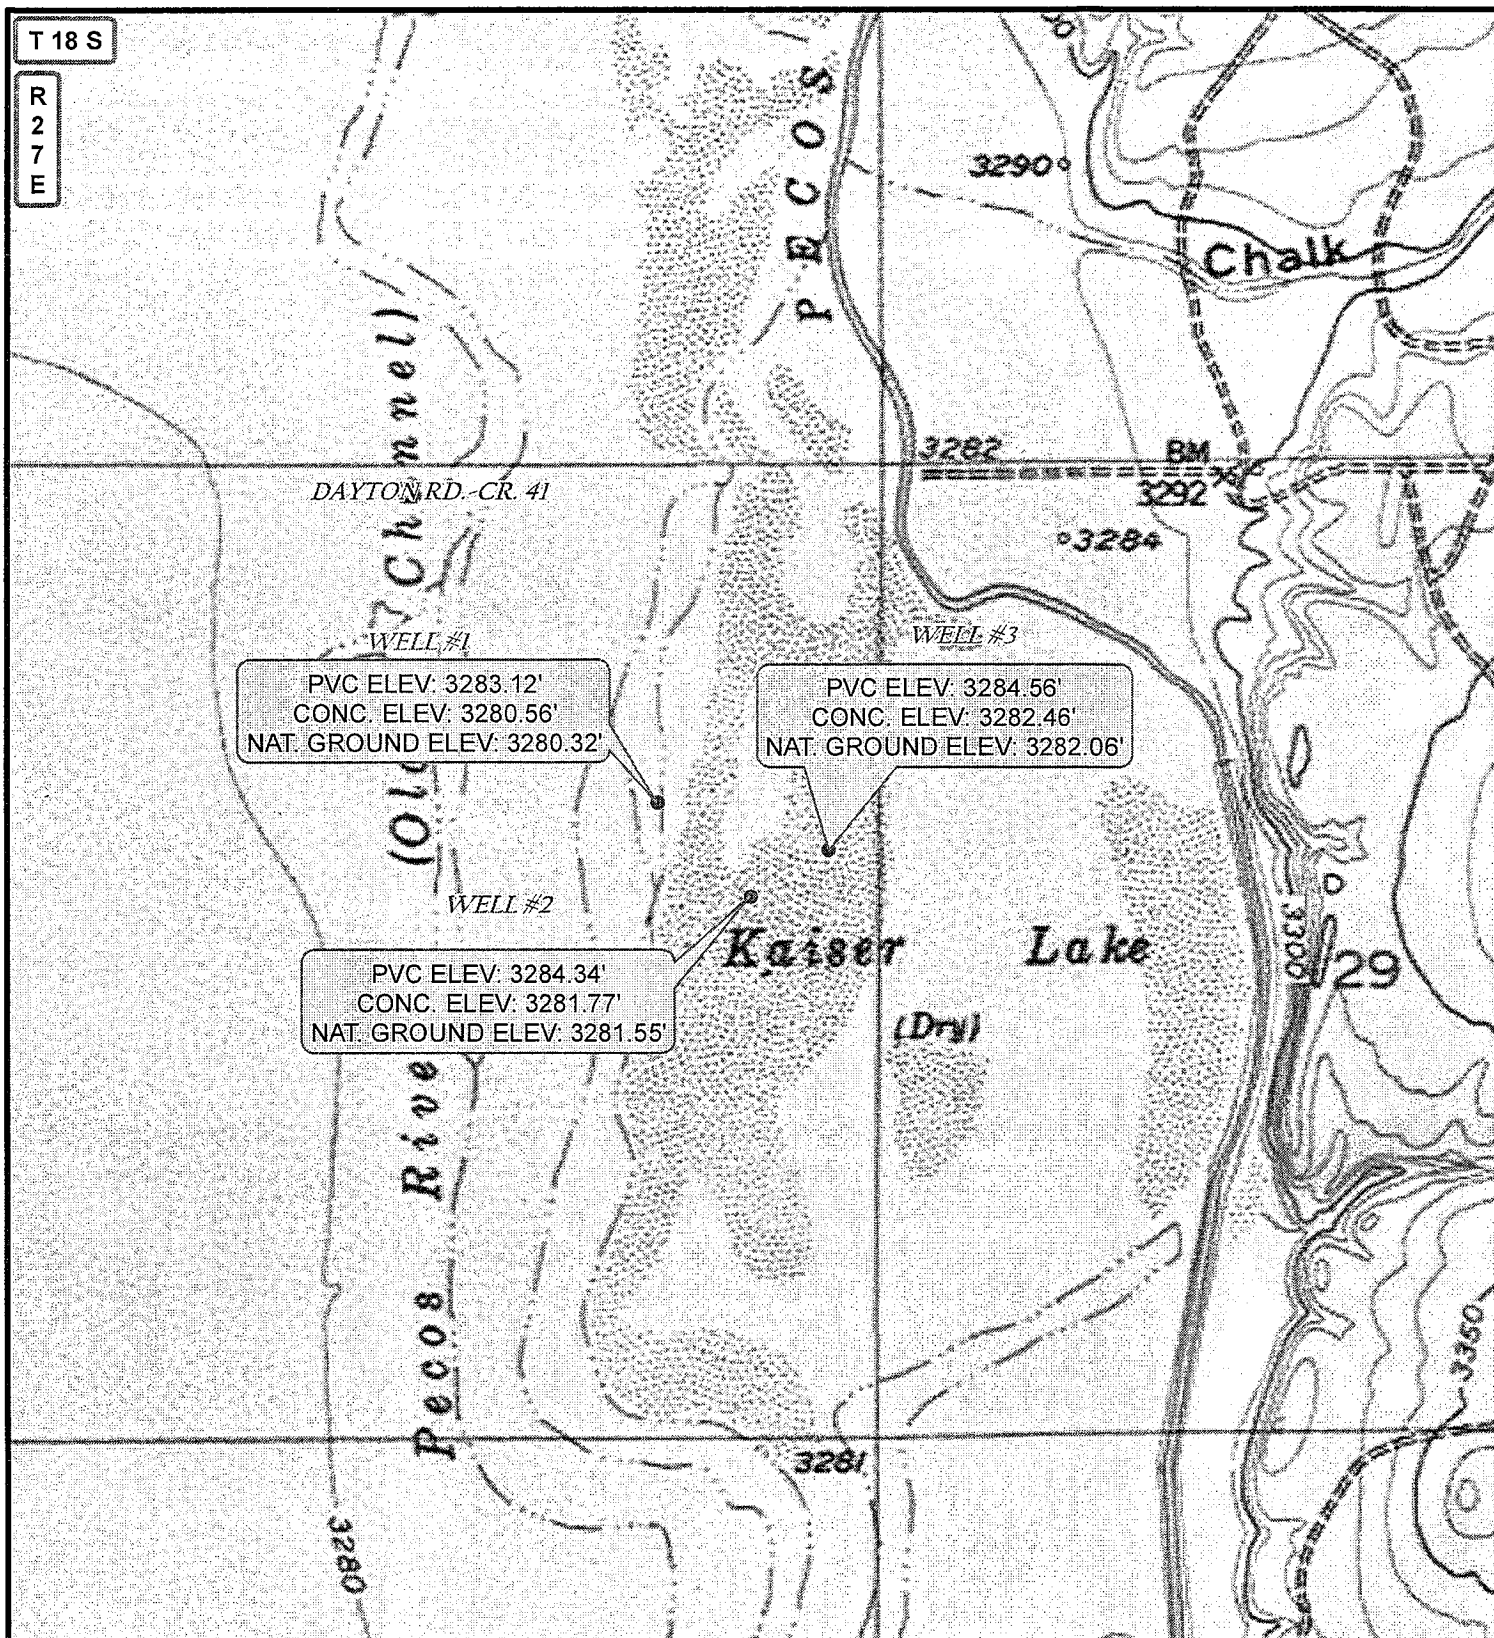 T 18 S
R
2
7
E
PECOS
3290
Chalk
3282
BM
3292
DAYTON RD.-CR. 41
3284
WELL #1
PVC ELEV: 3283.12'
CONC. ELEV: 3280.56'
NAT. GROUND ELEV: 3280.32'
WELL #3
PVC ELEV: 3284.56'
CONC. ELEV: 3282.46'
NAT. GROUND ELEV: 3282.06'
WELL #2
PVC ELEV: 3284.34'
CONC. ELEV: 3281.77'
NAT. GROUND ELEV: 3281.55'
Kaiser Lake
(Dry)
3300
29
Pecos Rive
(Ol
Channel)
3281
3350
3280